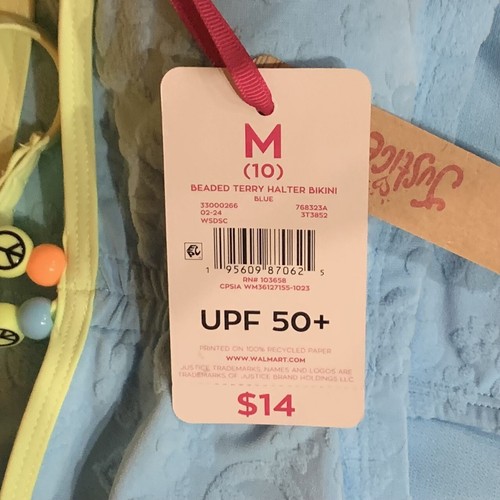 M
(10)
BEADED TERRY HALTER BIKINI
BLUE
33000266 768323A
02-24 3T3852
W5DSC
1 95609 87062 5
RN# 103658
CPSIA WM36127155-1023
UPF 50+
PRINTED ON 100% RECYCLED PAPER
WWW.WALMART.COM
JUSTICE TRADEMARKS, NAMES AND LOGOS ARE
TRADEMARKS OF JUSTICE BRAND HOLDINGS LLC
$14
JUSTICE